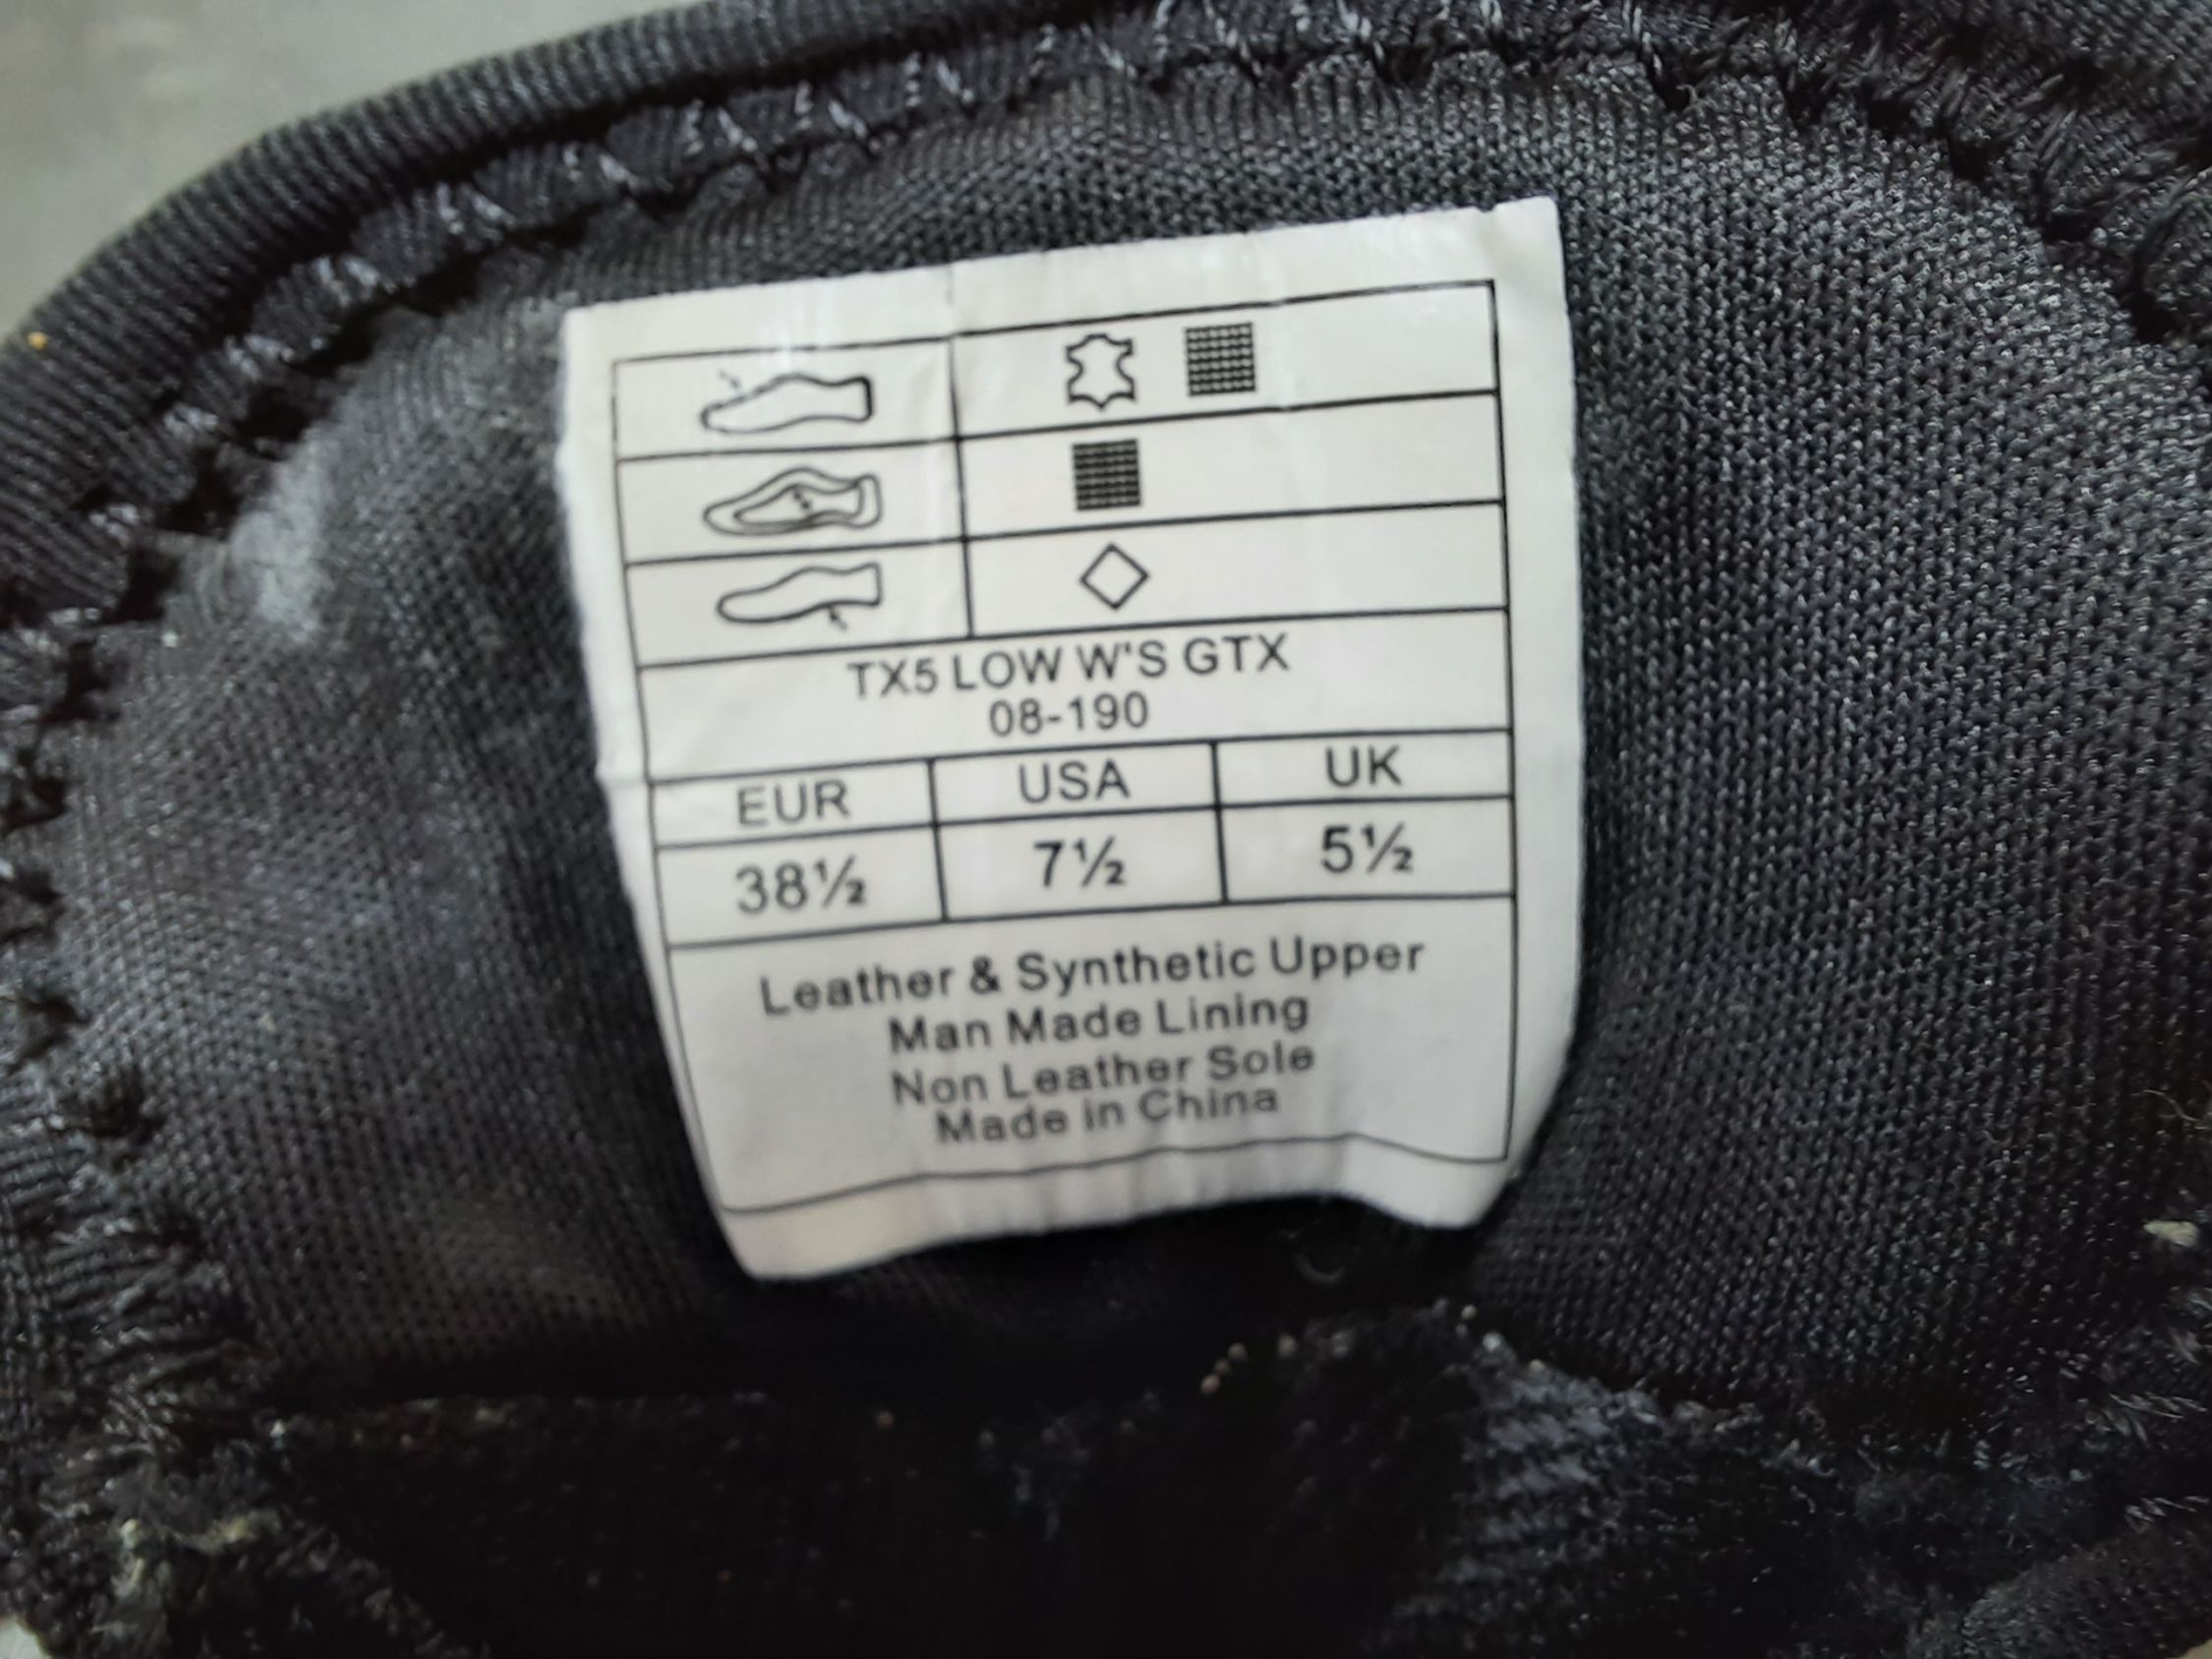 TX5 LOW W'S GTX
08-190
EUR USA UK
38½ 7½ 5½
Leather & Synthetic Upper
Man Made Lining
Non Leather Sole
Made in China